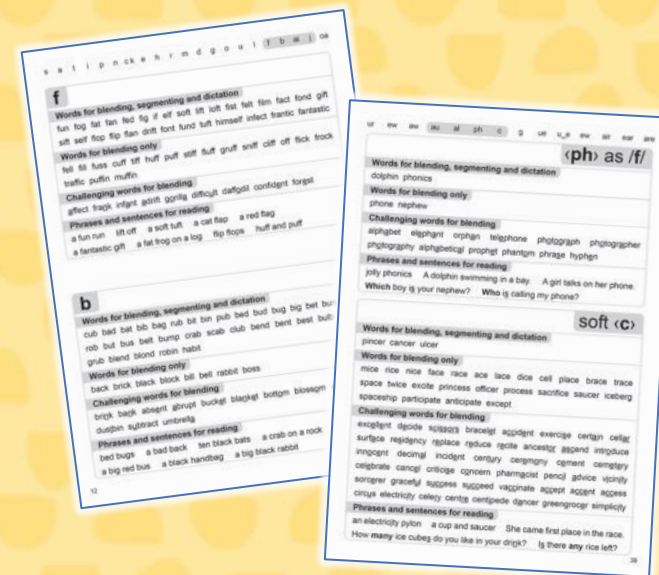 s a t i p n ck e h r m d g o u l f b ai j oa
f
Words for blending, segmenting and dictation
fun fog fat fan fed fig if elf soft lift loft fist felt film fact fond gift
sift self flop flip flan drift font fund tuft himself infect frantic fantastic
Words for blending only
fell fill fuss cuff tiff huff puff stiff fluff gruff sniff cliff off flick frock
traffic puffin muffin
Challenging words for blending
affect frank infant adrift gorilla difficult daffodil confident forest
Phrases and sentences for reading
a fun run lift off a soft tuft a cat flap a red flag
a fantastic gift a fat frog on a log flip flops huff and puff
b
Words for blending, segmenting and dictation
cub bad bat bib bag rub bit bin pub bed bud bug big bet
rob but bus belt bump crab scab club bend bent best
grub blend blond robin habit
Words for blending only
back brick black block bill bell rabbit boss
Challenging words for blending
brink bank absent abrupt bucket blanket bottom blossom
dustbin subtract umbrella
Phrases and sentences for reading
bed bugs a bad back ten black bats a crab on a rock
a big red bus a black handbag a big black rabbit
12
ur ew aw au al ph c g ue u_e ew air ear are
‹ph› as /f/
Words for blending, segmenting and dictation
dolphin phonics
Words for blending only
phone nephew
Challenging words for blending
alphabet elephant orphan telephone photograph photographer
photography alphabetical prophet phantom phrase hyphen
Phrases and sentences for reading
jolly phonics A dolphin swimming in a bay. A girl talks on her phone.
Which boy is your nephew? Who is calling my phone?
soft ‹c›
Words for blending, segmenting and dictation
pincer cancer ulcer
Words for blending only
mice rice nice face race ace lace dice cell place brace trace
space twice excite princess officer process sacrifice saucer iceberg
spaceship participate anticipate except
Challenging words for blending
excellent decide scissors bracelet accident exercise certain cellar
surface residency replace reduce recite ancestor ascend introduce
innocent decimal incident century ceremony cement cemetery
celebrate cancel criticise concern pharmacist pencil advice vicinity
sorcerer graceful success succeed vaccinate accept accent access
circus electricity celery centre centipede dancer greengrocer simplicity
Phrases and sentences for reading
an electricity pylon a cup and saucer She came first place in the race.
How many ice cubes do you like in your drink? Is there any rice left?
39